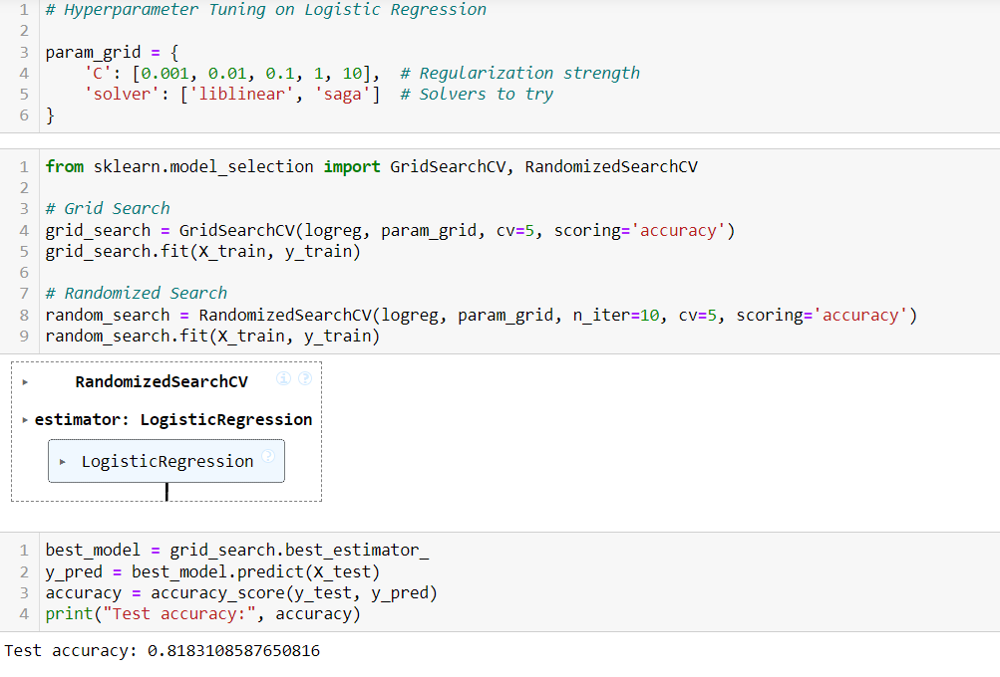 1 # Hyperparameter Tuning on Logistic Regression
2
3 param_grid = {
4     'C': [0.001, 0.01, 0.1, 1, 10],  # Regularization strength
5     'solver': ['liblinear', 'saga']  # Solvers to try
6 }
1 from sklearn.model_selection import GridSearchCV, RandomizedSearchCV
2
3 # Grid Search
4 grid_search = GridSearchCV(logreg, param_grid, cv=5, scoring='accuracy')
5 grid_search.fit(X_train, y_train)
6
7 # Randomized Search
8 random_search = RandomizedSearchCV(logreg, param_grid, n_iter=10, cv=5, scoring='accuracy')
9 random_search.fit(X_train, y_train)
▸ RandomizedSearchCV i ?
▸ estimator: LogisticRegression
▸ LogisticRegression ?
1 best_model = grid_search.best_estimator_
2 y_pred = best_model.predict(X_test)
3 accuracy = accuracy_score(y_test, y_pred)
4 print("Test accuracy:", accuracy)
Test accuracy: 0.8183108587650816